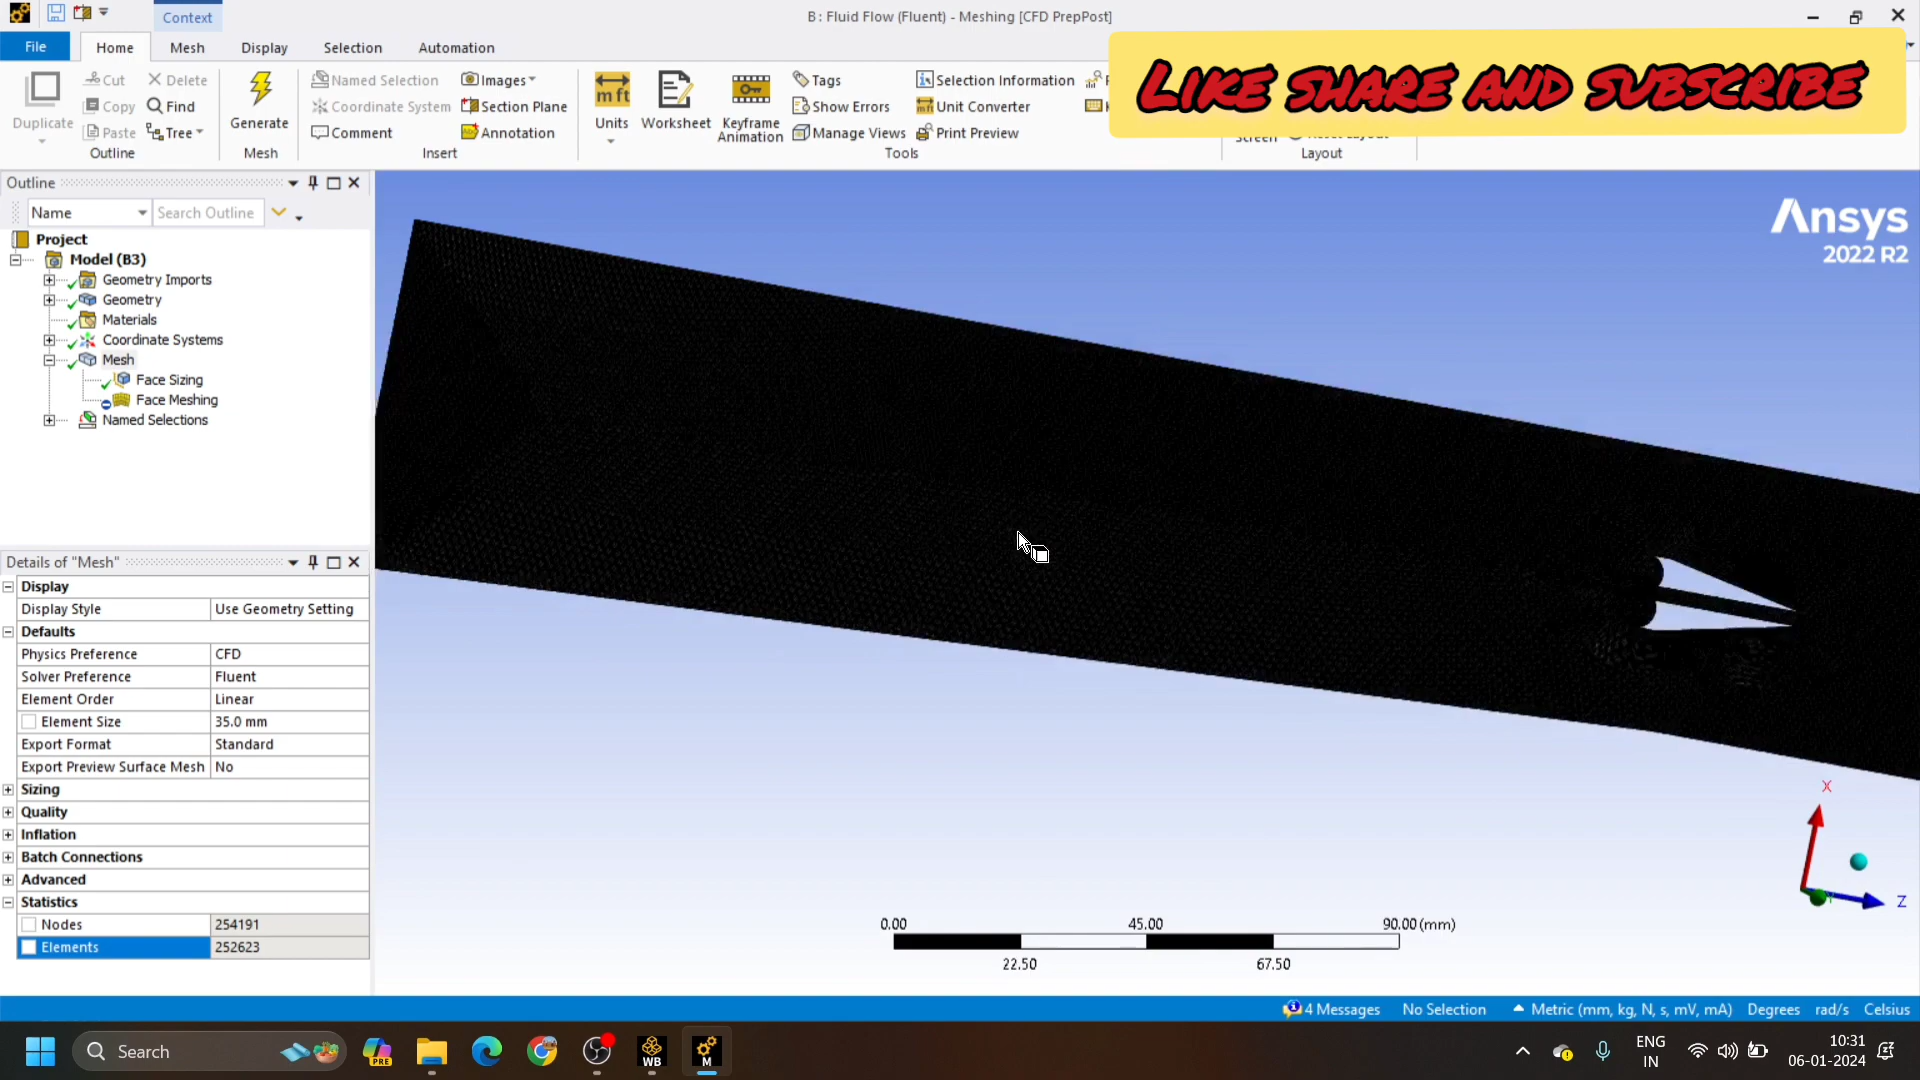 Context
B : Fluid Flow (Fluent) - Meshing [CFD PrepPost]
File
Home
Mesh
Display
Selection
Automation
LIKE SHARE AND SUBSCRIBE
Duplicate
Cut
Copy
Paste
Delete
Find
Tree
Outline
Generate
Mesh
Named Selection
Coordinate System
Comment
Images
Section Plane
Annotation
Insert
Units
Worksheet
Keyframe
Animation
Tags
Show Errors
Manage Views
Selection Information
Unit Converter
Print Preview
Tools
Layout
Outline
Name
Search Outline
Project
Model (B3)
Geometry Imports
Geometry
Materials
Coordinate Systems
Mesh
Face Sizing
Face Meshing
Named Selections
Details of "Mesh"
Display
Display Style Use Geometry Setting
Defaults
Physics Preference CFD
Solver Preference Fluent
Element Order Linear
Element Size 35.0 mm
Export Format Standard
Export Preview Surface Mesh No
Sizing
Quality
Inflation
Batch Connections
Advanced
Statistics
Nodes 254191
Elements 252623
Ansys
2022 R2
X
Z
0.00 45.00 90.00 (mm)
22.50 67.50
4 Messages
No Selection
Metric (mm, kg, N, s, mV, mA)
Degrees
rad/s
Celsius
Search
PRE
WB
M
ENG
IN
10:31
06-01-2024